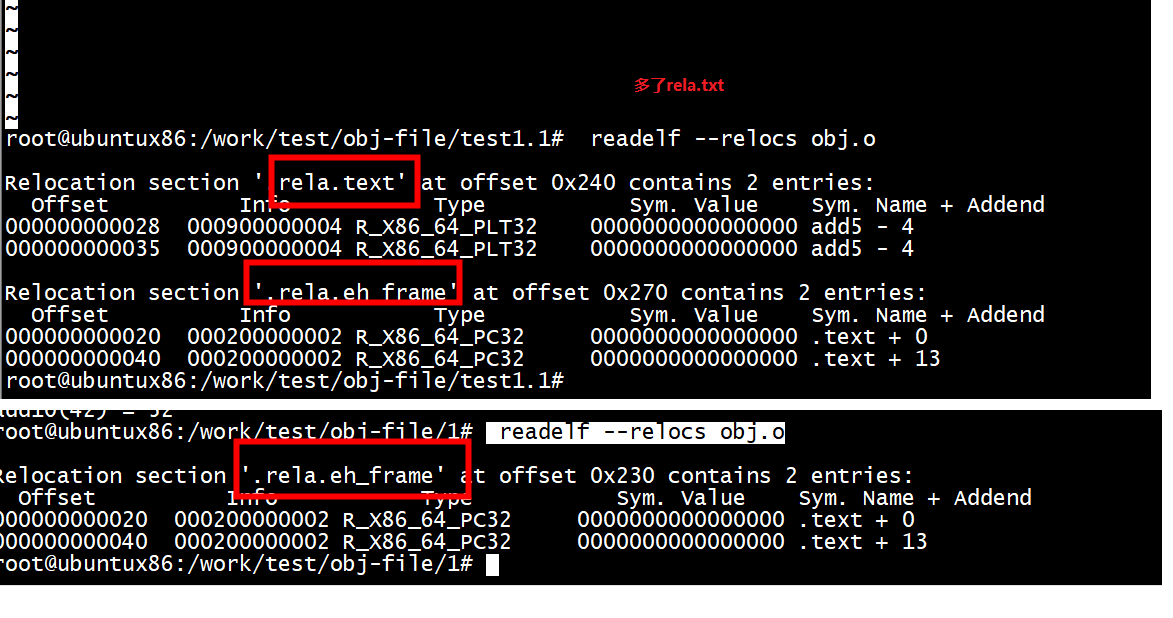 ~
~
~
~
~
~
多了rela.txt
root@ubuntux86:/work/test/obj-file/test1.1#  readelf --relocs obj.o
Relocation section '.rela.text' at offset 0x240 contains 2 entries:
  Offset          Info           Type           Sym. Value    Sym. Name + Addend
000000000028  000900000004 R_X86_64_PLT32    0000000000000000 add5 - 4
000000000035  000900000004 R_X86_64_PLT32    0000000000000000 add5 - 4
Relocation section '.rela.eh_frame' at offset 0x270 contains 2 entries:
  Offset          Info           Type           Sym. Value    Sym. Name + Addend
000000000020  000200000002 R_X86_64_PC32     0000000000000000 .text + 0
000000000040  000200000002 R_X86_64_PC32     0000000000000000 .text + 13
root@ubuntux86:/work/test/obj-file/test1.1#
add10(42) = 52
root@ubuntux86:/work/test/obj-file/1#  readelf --relocs obj.o
Relocation section '.rela.eh_frame' at offset 0x230 contains 2 entries:
  Offset          Info           Type           Sym. Value    Sym. Name + Addend
000000000020  000200000002 R_X86_64_PC32     0000000000000000 .text + 0
000000000040  000200000002 R_X86_64_PC32     0000000000000000 .text + 13
root@ubuntux86:/work/test/obj-file/1#